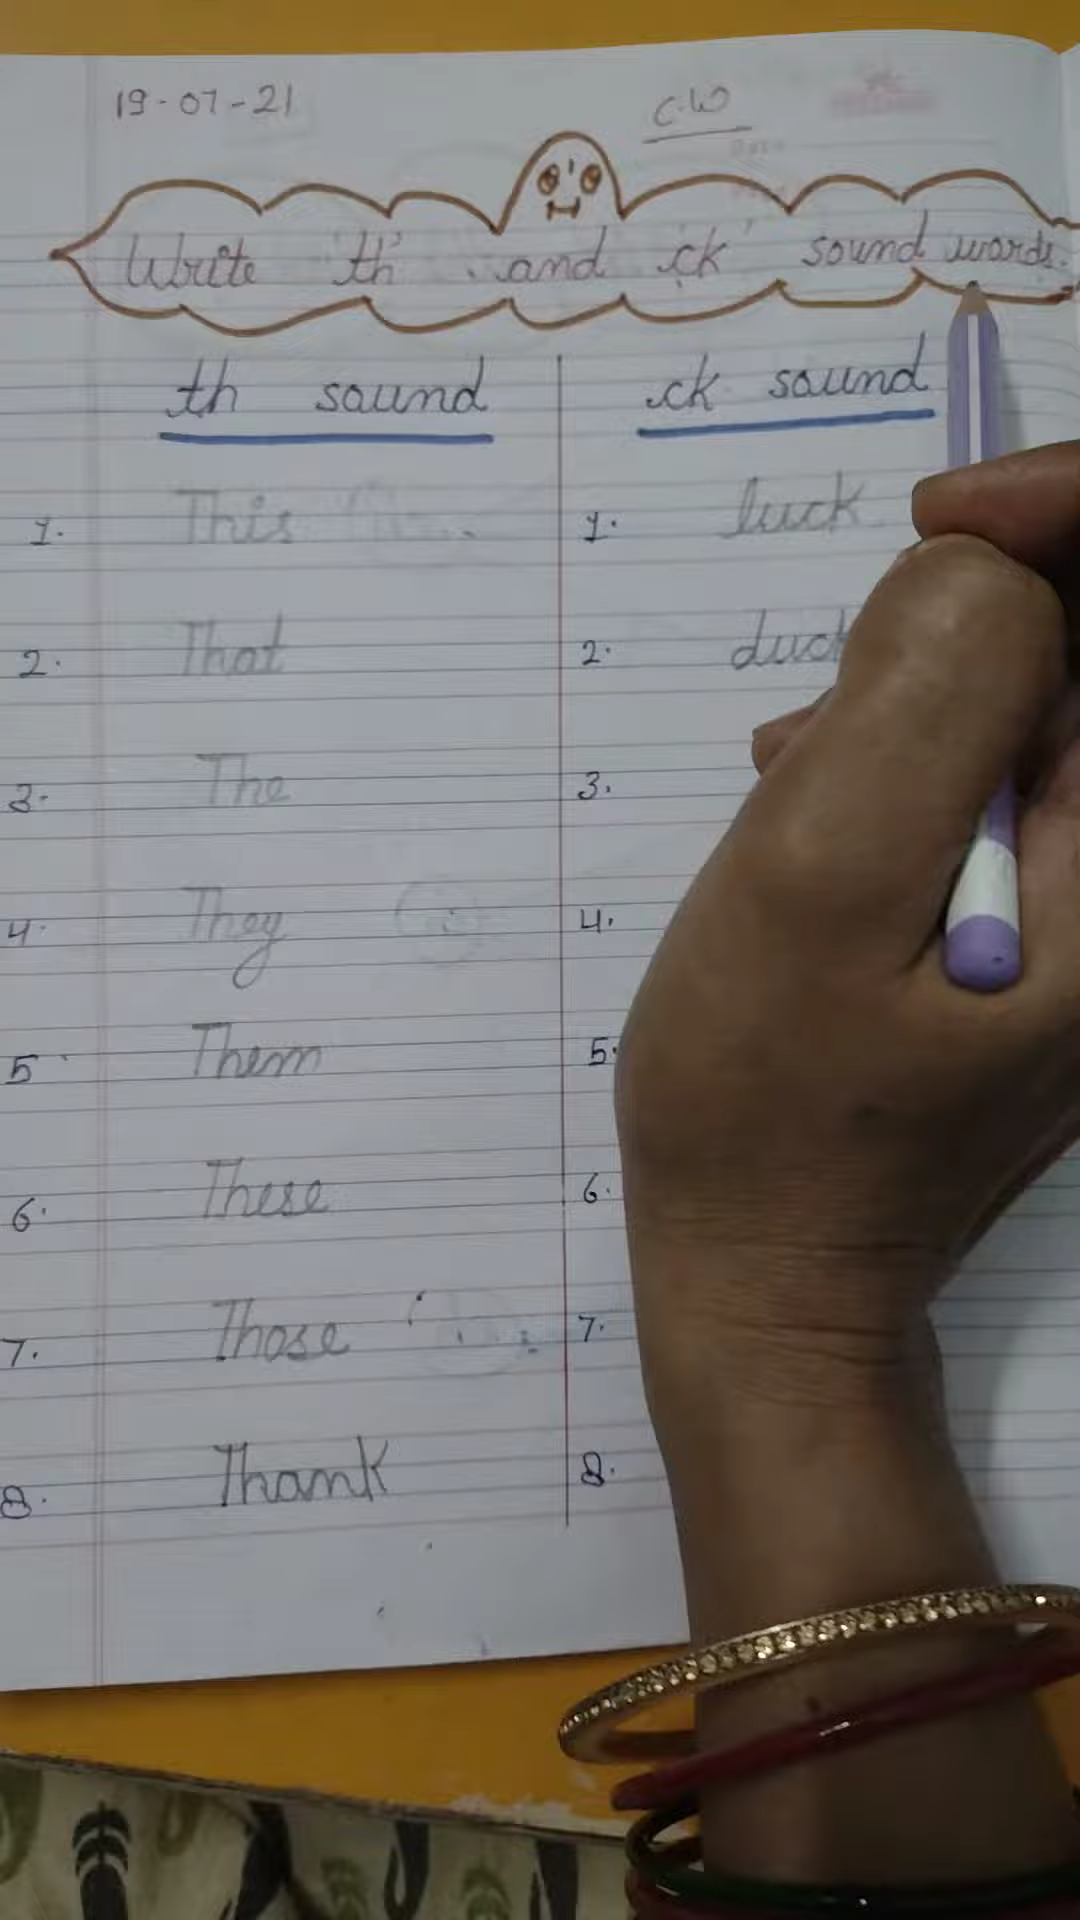 19-07-21
C.W
Write 'th' and 'ck' sound words.
th sound
ck sound
1. This
1. luck
2. That
2. duck
3. The
3.
4. They
4.
5 Them
5.
6. These
6.
7. Those
7.
8. Thank
8.